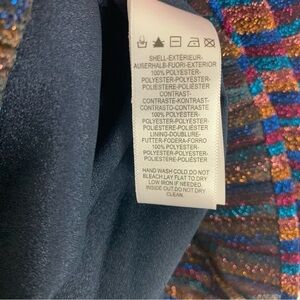 SHELL-EXTÉRIEUR-
AUßERHALB-FUORI-EXTERIOR
100% POLYESTER-
POLYESTER-POLYESTER-
POLIESTERE-POLIÉSTER
CONTRAST-
CONTRASTE-KONTRAST-
CONTRASTO-CONTRASTE
100% POLYESTER-
POLYESTER-POLYESTER-
POLIESTERE-POLIÉSTER
LINING-DOUBLURE-
FUTTER-FODERA-FORRO
100% POLYESTER-
POLYESTER-POLYESTER-
POLIESTERE-POLIÉSTER
HAND WASH COLD.DO NOT
BLEACH.LAY FLAT TO DRY
LOW IRON IF NEEDED.
INSIDE OUT.DO NOT DRY
CLEAN.